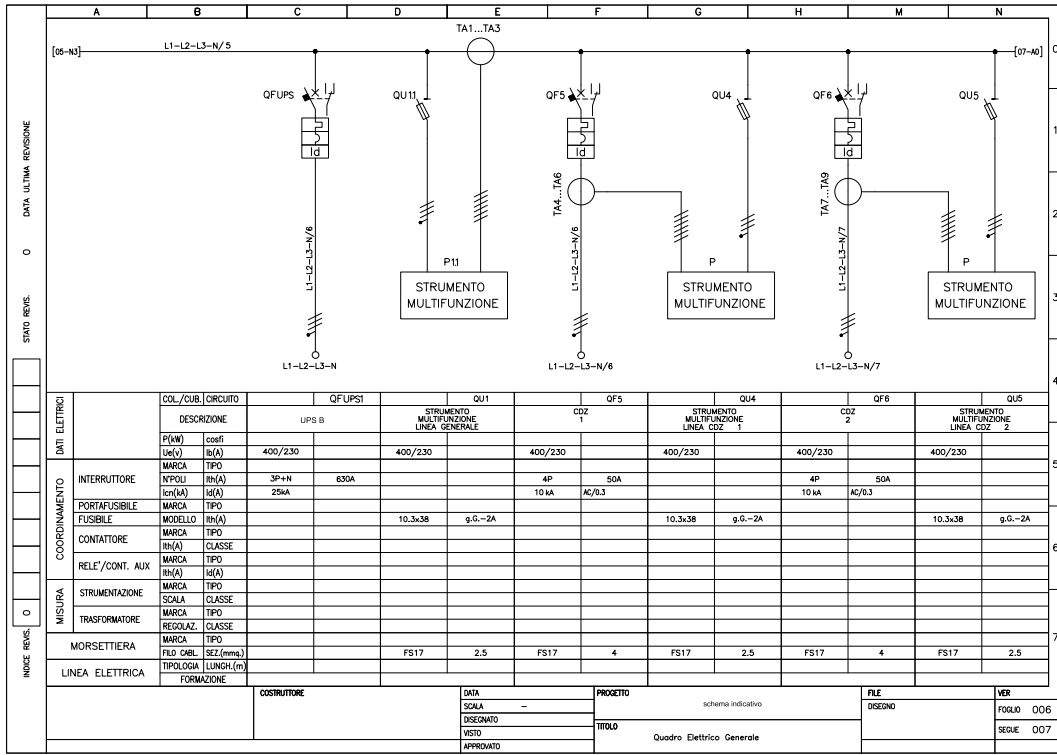 A B C D E F G H M N
TA1...TA3
[05-N3] L1-L2-L3-N/5 [07-A0]
0
QFUPS QU1.1 QF5 QU4 QF6 QU5
1
Id Id Id
TA4...TA6 TA7...TA9
2
L1-L2-L3-N/6 L1-L2-L3-N/6 L1-L2-L3-N/7
P1.1 P P
STRUMENTO MULTIFUNZIONE
STRUMENTO MULTIFUNZIONE
STRUMENTO MULTIFUNZIONE
3
L1-L2-L3-N L1-L2-L3-N/6 L1-L2-L3-N/7
4
DATI ELETTRICI
COL./CUB. CIRCUITO QFUPS1 QU1 QF5 QU4 QF6 QU5
DESCRIZIONE UPS B STRUMENTO MULTIFUNZIONE LINEA GENERALE CDZ 1 STRUMENTO MULTIFUNZIONE LINEA CDZ 1 CDZ 2 STRUMENTO MULTIFUNZIONE LINEA CDZ 2
P(kW) cosfi
Ue(v) Ib(A) 400/230 400/230 400/230 400/230 400/230 400/230
5
COORDINAMENTO
INTERRUTTORE
MARCA TIPO
N°POLI Ith(A) 3P+N 630A 4P 50A 4P 50A
Icn(kA) Id(A) 25kA 10 kA AC/0.3 10 kA AC/0.3
PORTAFUSIBILE MARCA TIPO
FUSIBILE MODELLO Ith(A) 10.3x38 g.G.-2A 10.3x38 g.G.-2A 10.3x38 g.G.-2A
CONTATTORE
MARCA TIPO
Ith(A) CLASSE
6
RELE'/CONT. AUX
MARCA TIPO
Ith(A) Id(A)
MISURA
STRUMENTAZIONE
MARCA TIPO
SCALA CLASSE
TRASFORMATORE
MARCA TIPO
REGOLAZ. CLASSE
7
MORSETTIERA
MARCA TIPO
FILO CABL. SEZ.(mmq.) FS17 2.5 FS17 4 FS17 2.5 FS17 4 FS17 2.5
LINEA ELETTRICA
TIPOLOGIA LUNGH.(m)
FORMAZIONE
COSTRUTTORE
DATA
SCALA -
DISEGNATO
VISTO
APPROVATO
PROGETTO
schema indicativo
TITOLO
Quadro Elettrico Generale
FILE
DISEGNO
VER
FOGLIO 006
SEGUE 007
INDICE REVIS. 0
STATO REVIS. 0 DATA ULTIMA REVISIONE